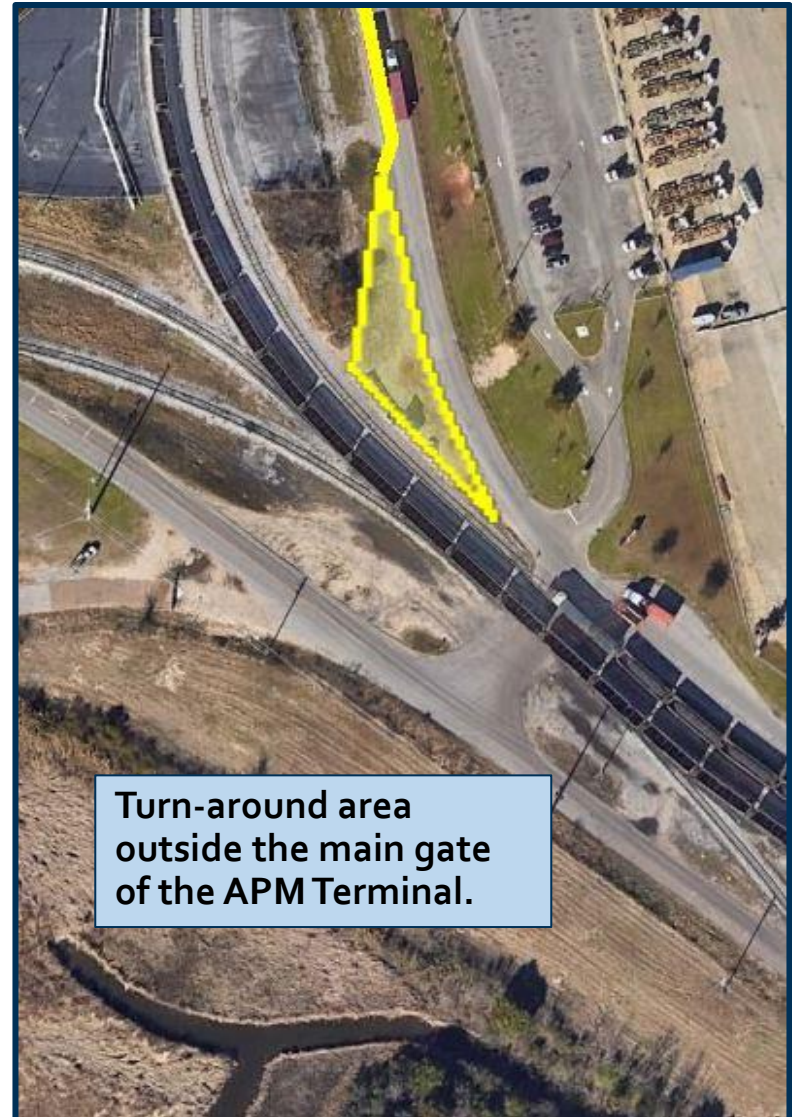 Turn-around area
outside the main gate
of the APM Terminal.